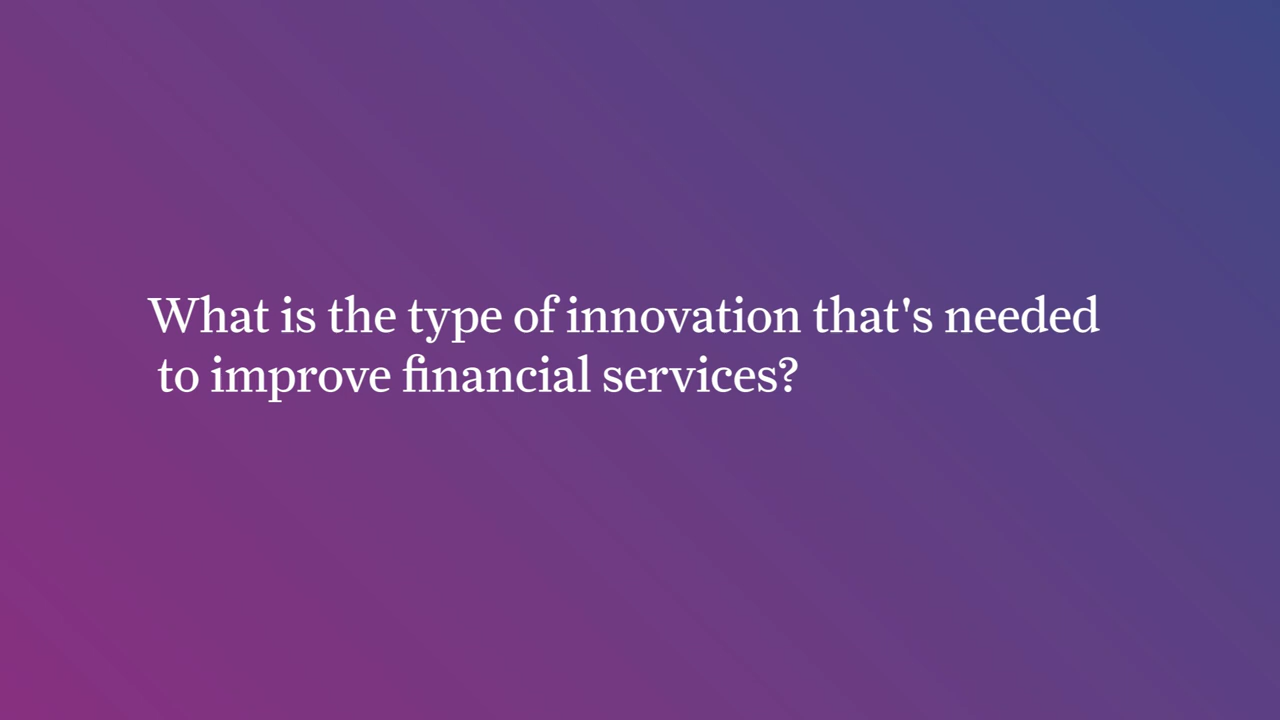 What is the type of innovation that's needed
to improve financial services?